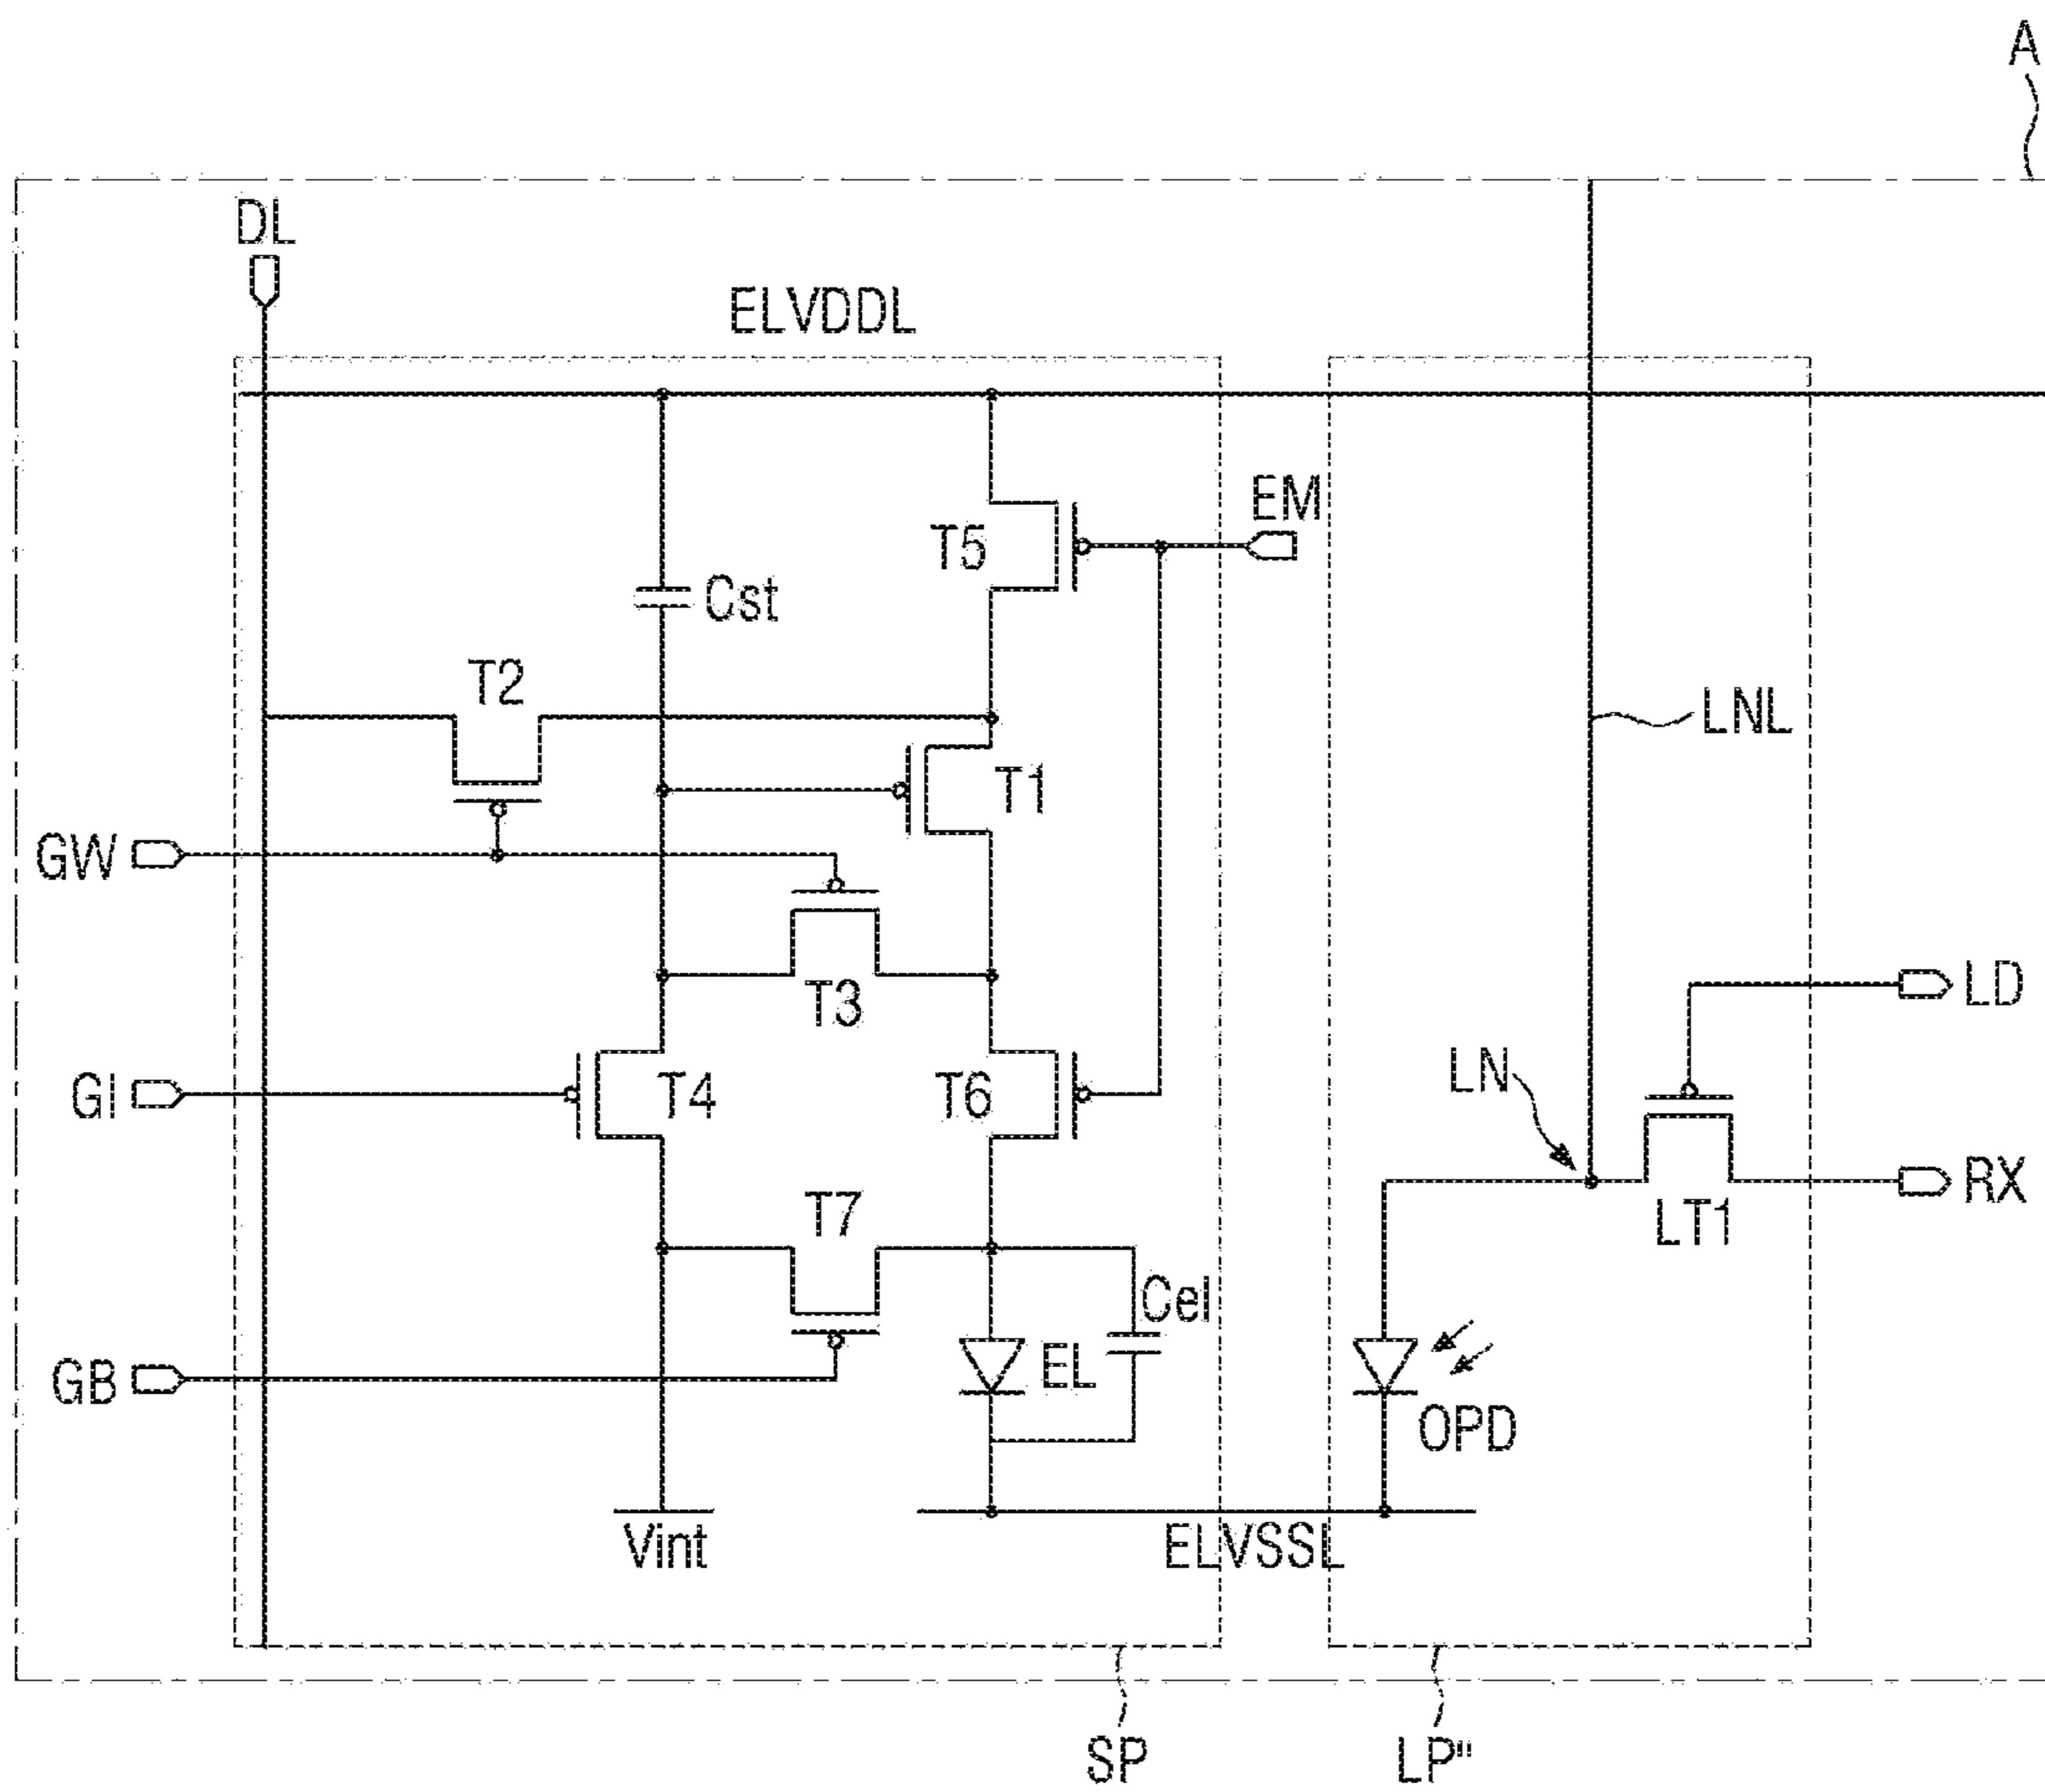 A
DL
ELVDDL
EM
T5
Cst
T2
LNL
T1
GW
T3
LD
LN
GI
T4
T6
RX
T7
LT1
Cel
EL
GB
OPD
Vint
ELVSSL
SP
LP"